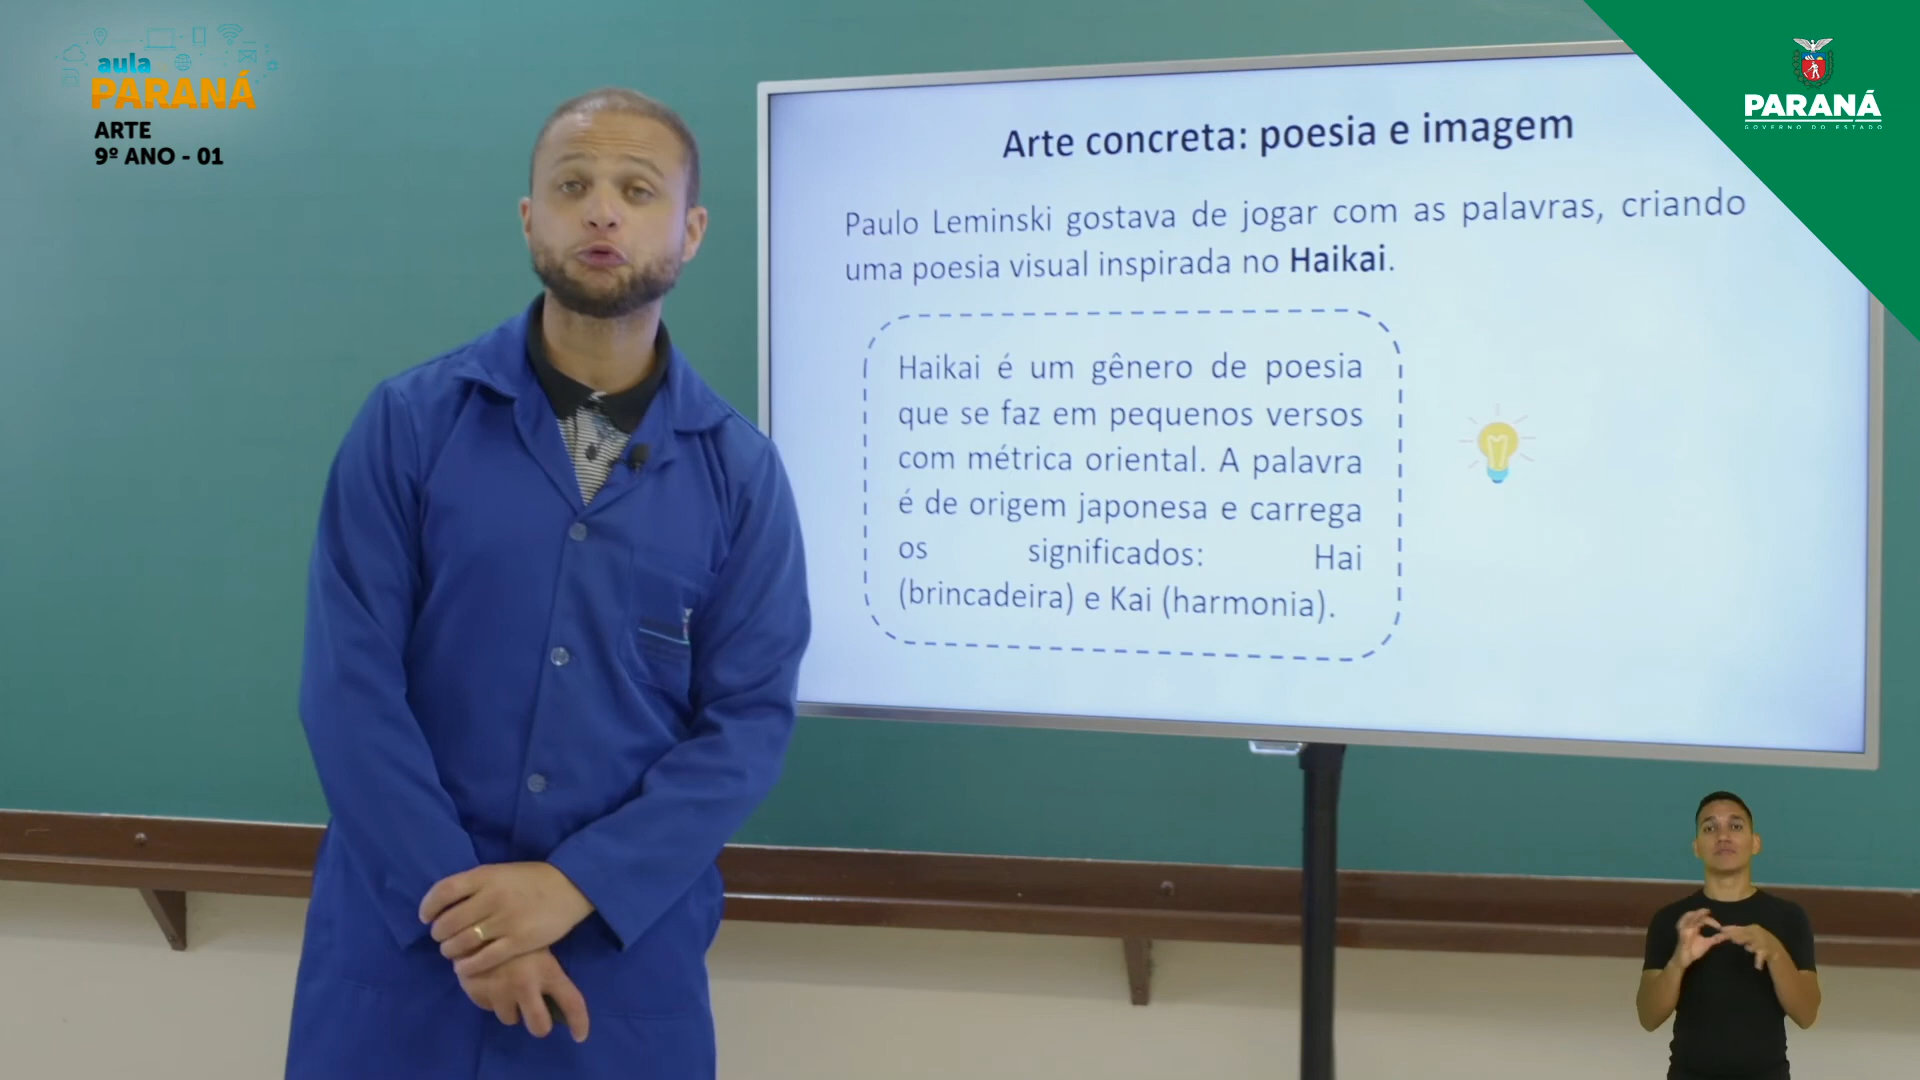 aula
PARANÁ
ARTE
9º ANO - 01
PARANÁ
GOVERNO DO ESTADO
Arte concreta: poesia e imagem
Paulo Leminski gostava de jogar com as palavras, criando
uma poesia visual inspirada no Haikai.
Haikai é um gênero de poesia
que se faz em pequenos versos
com métrica oriental. A palavra
é de origem japonesa e carrega
os significados: Hai
(brincadeira) e Kai (harmonia).